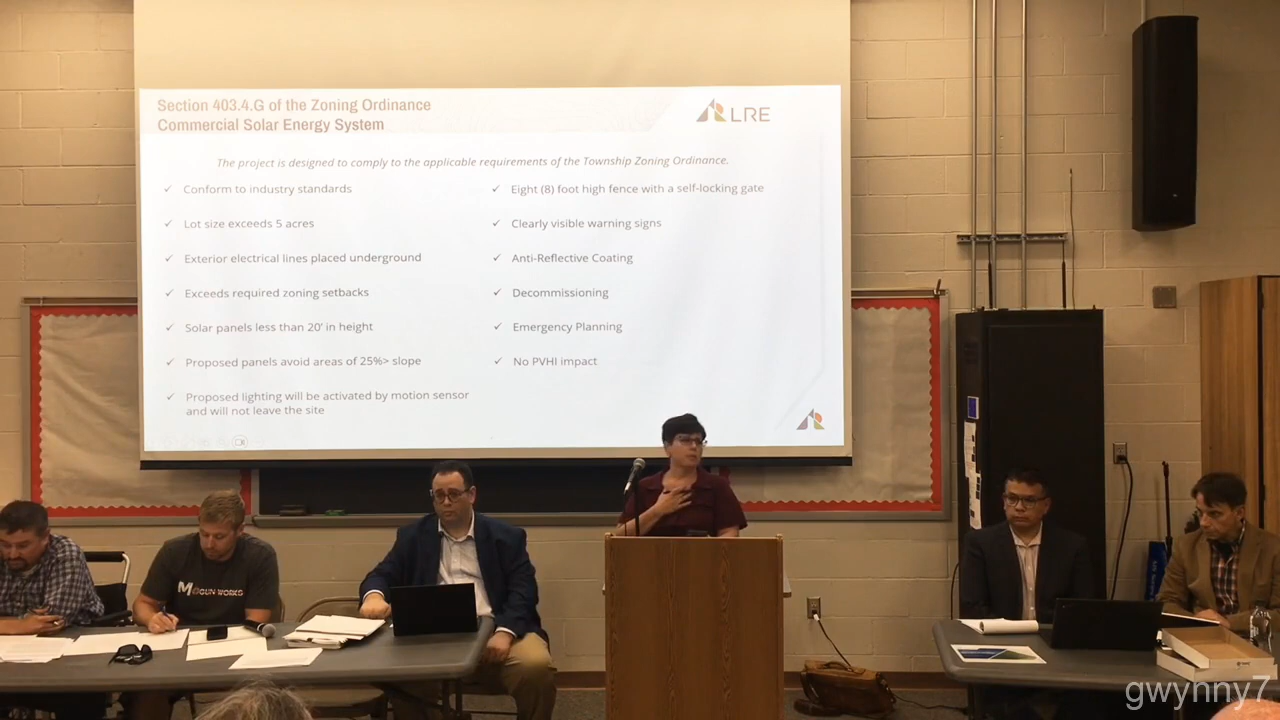 Section 403.4.G of the Zoning Ordinance
Commercial Solar Energy System
LRE
The project is designed to comply to the applicable requirements of the Township Zoning Ordinance.
✓ Conform to industry standards
✓ Lot size exceeds 5 acres
✓ Exterior electrical lines placed underground
✓ Exceeds required zoning setbacks
✓ Solar panels less than 20' in height
✓ Proposed panels avoid areas of 25%> slope
✓ Proposed lighting will be activated by motion sensor
and will not leave the site
✓ Eight (8) foot high fence with a self-locking gate
✓ Clearly visible warning signs
✓ Anti-Reflective Coating
✓ Decommissioning
✓ Emergency Planning
✓ No PVHI impact
GUN WORKS
gwynny7